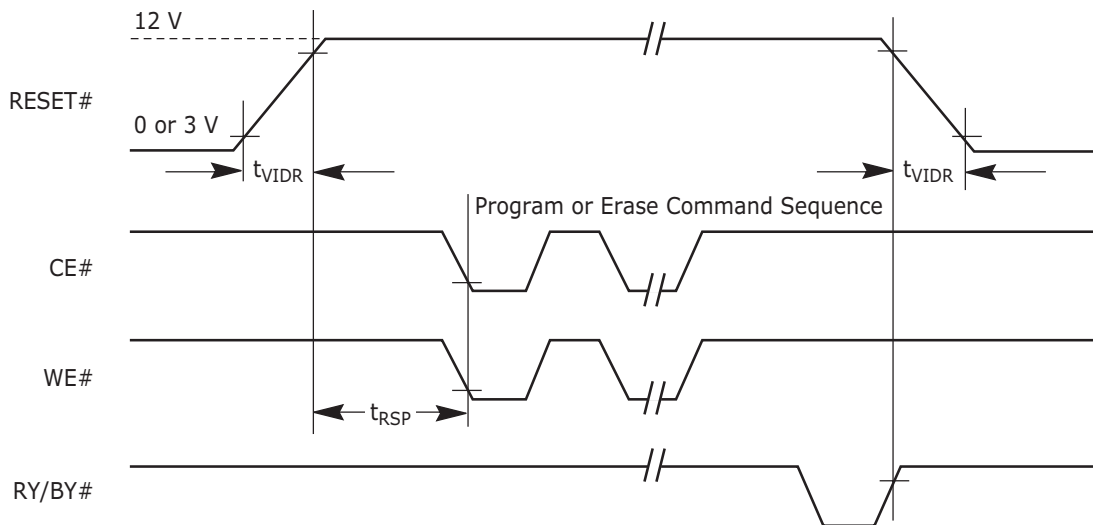 12 V
RESET#
0 or 3 V
tVIDR
tVIDR
Program or Erase Command Sequence
CE#
WE#
tRSP
RY/BY#